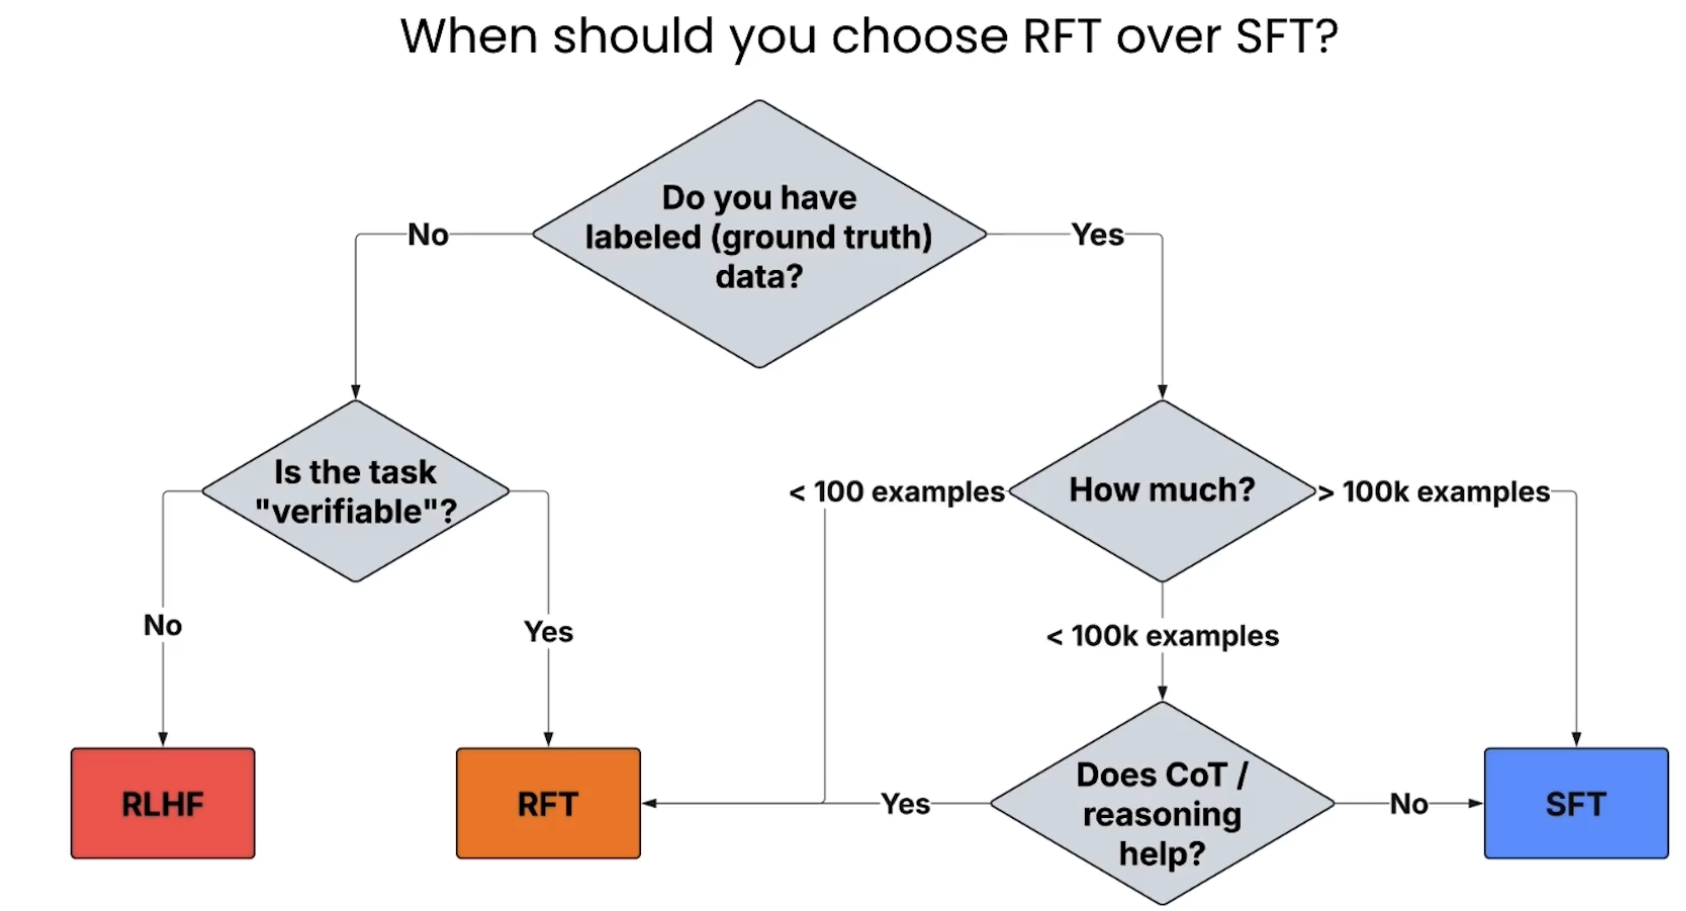 When should you choose RFT over SFT?
Do you have
labeled (ground truth)
data?
No
Yes
Is the task
"verifiable"?
How much?
< 100 examples
> 100k examples
No
Yes
< 100k examples
RLHF
RFT
Yes
Does CoT /
reasoning
help?
No
SFT